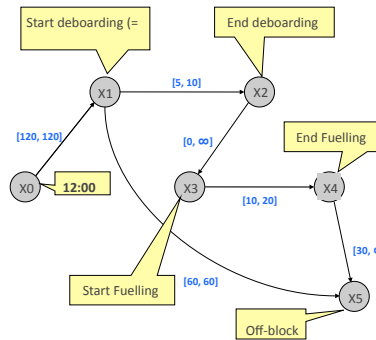 Start deboarding (=
End deboarding
X1
[5, 10]
X2
[120, 120]
[0, ∞]
End Fuelling
X0
12:00
X3
[10, 20]
X4
[30,
Start Fuelling
[60, 60]
X5
Off-block